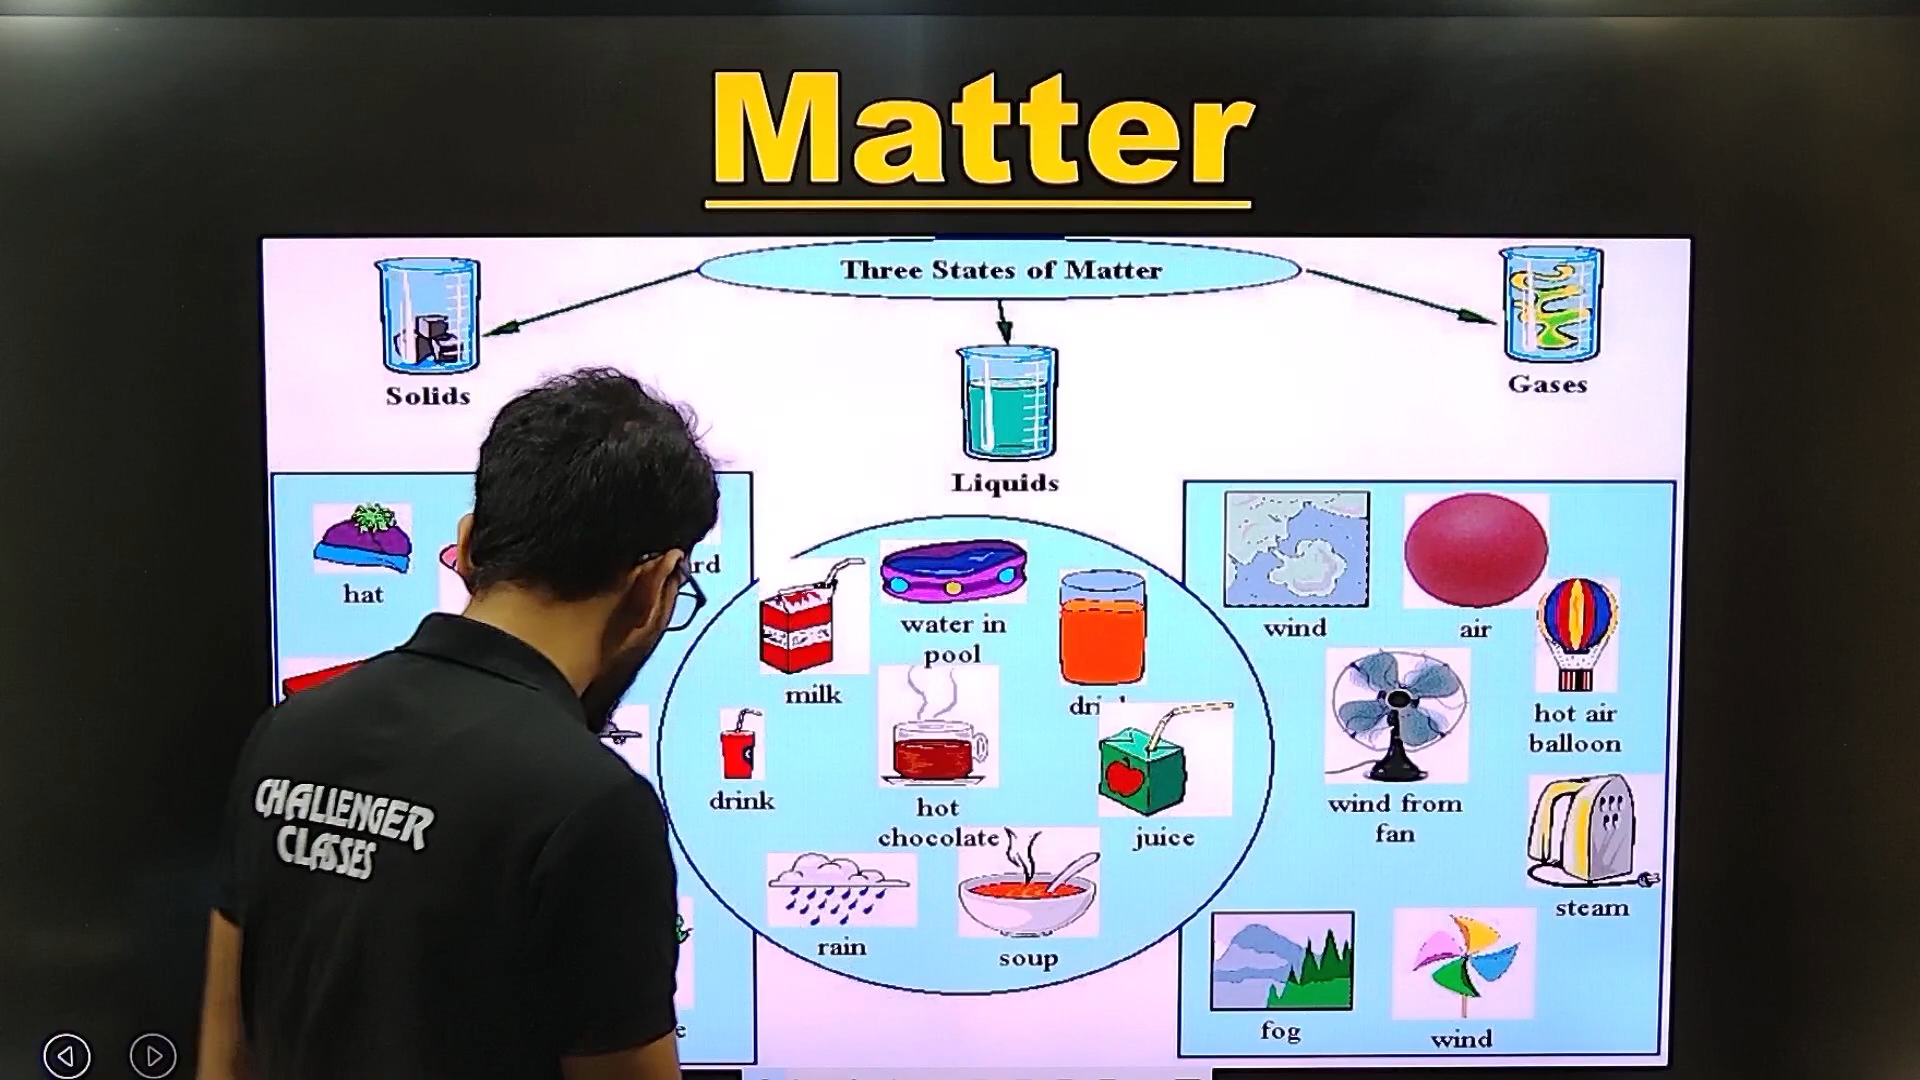 Matter
Three States of Matter
Solids
Liquids
Gases
hat
milk
water in
pool
drink
hot
chocolate
juice
rain
soup
wind
air
hot air
balloon
wind from
fan
steam
fog
wind
CHALLENGER
CLASSES